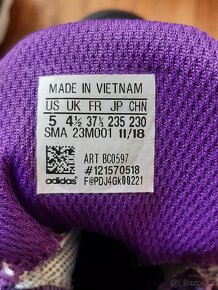 MADE IN VIETNAM
US UK FR JP CHN
5 4½ 37⅓ 235 230
SMA 23M001 11/18
ART BC0597
#121570518
adidas F@PDJ4Gk00221